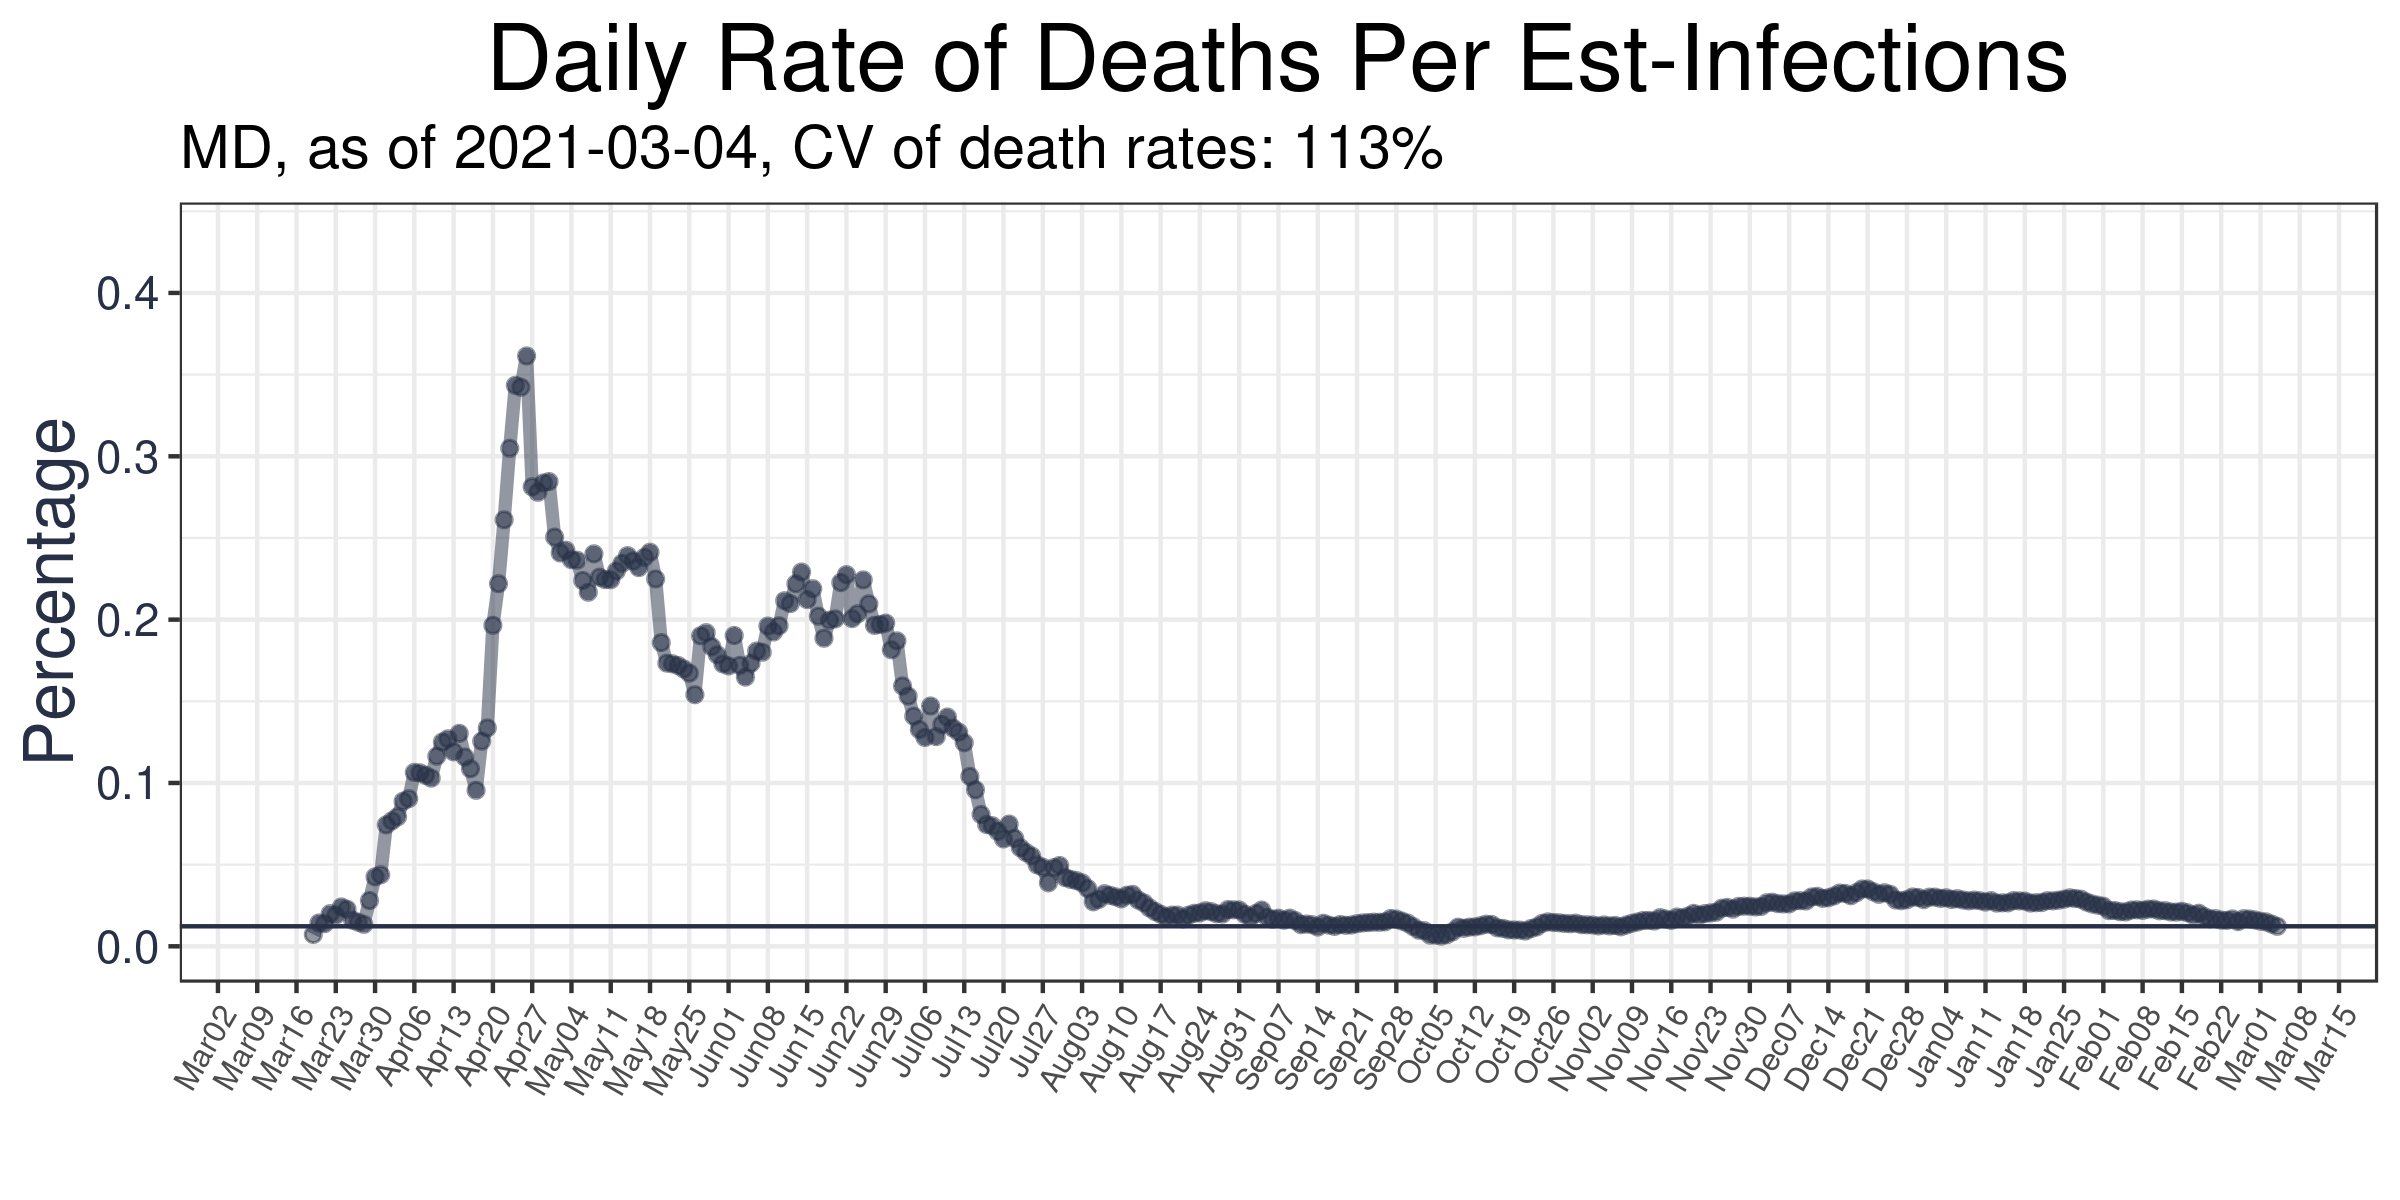 Daily Rate of Deaths Per Est-Infections
MD, as of 2021-03-04, CV of death rates: 113%
Percentage
0.4
0.3
0.2
0.1
0.0
Mar02
Mar09
Mar16
Mar23
Mar30
Apr06
Apr13
Apr20
Apr27
May04
May11
May18
May25
Jun01
Jun08
Jun15
Jun22
Jun29
Jul06
Jul13
Jul20
Jul27
Aug03
Aug10
Aug17
Aug24
Aug31
Sep07
Sep14
Sep21
Sep28
Oct05
Oct12
Oct19
Oct26
Nov02
Nov09
Nov16
Nov23
Nov30
Dec07
Dec14
Dec21
Dec28
Jan04
Jan11
Jan18
Jan25
Feb01
Feb08
Feb15
Feb22
Mar01
Mar08
Mar15